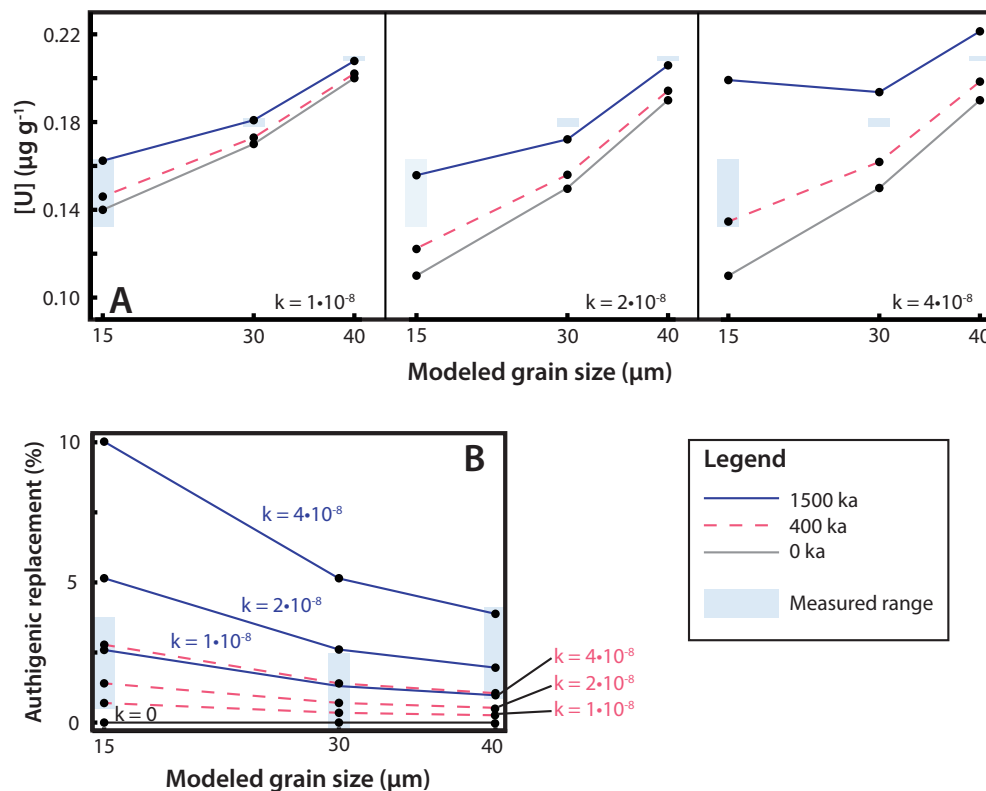 0.22
0.18
0.14
0.10
[U] (µg g⁻¹)
A
k = 1•10⁻⁸
k = 2•10⁻⁸
k = 4•10⁻⁸
15 30 40 15 30 40 15 30 40
Modeled grain size (µm)
B
10
5
0
Authigenic replacement (%)
k = 4•10⁻⁸
k = 2•10⁻⁸
k = 1•10⁻⁸
k = 0
k = 4•10⁻⁸
k = 2•10⁻⁸
k = 1•10⁻⁸
15 30 40
Modeled grain size (µm)
Legend
1500 ka
400 ka
0 ka
Measured range